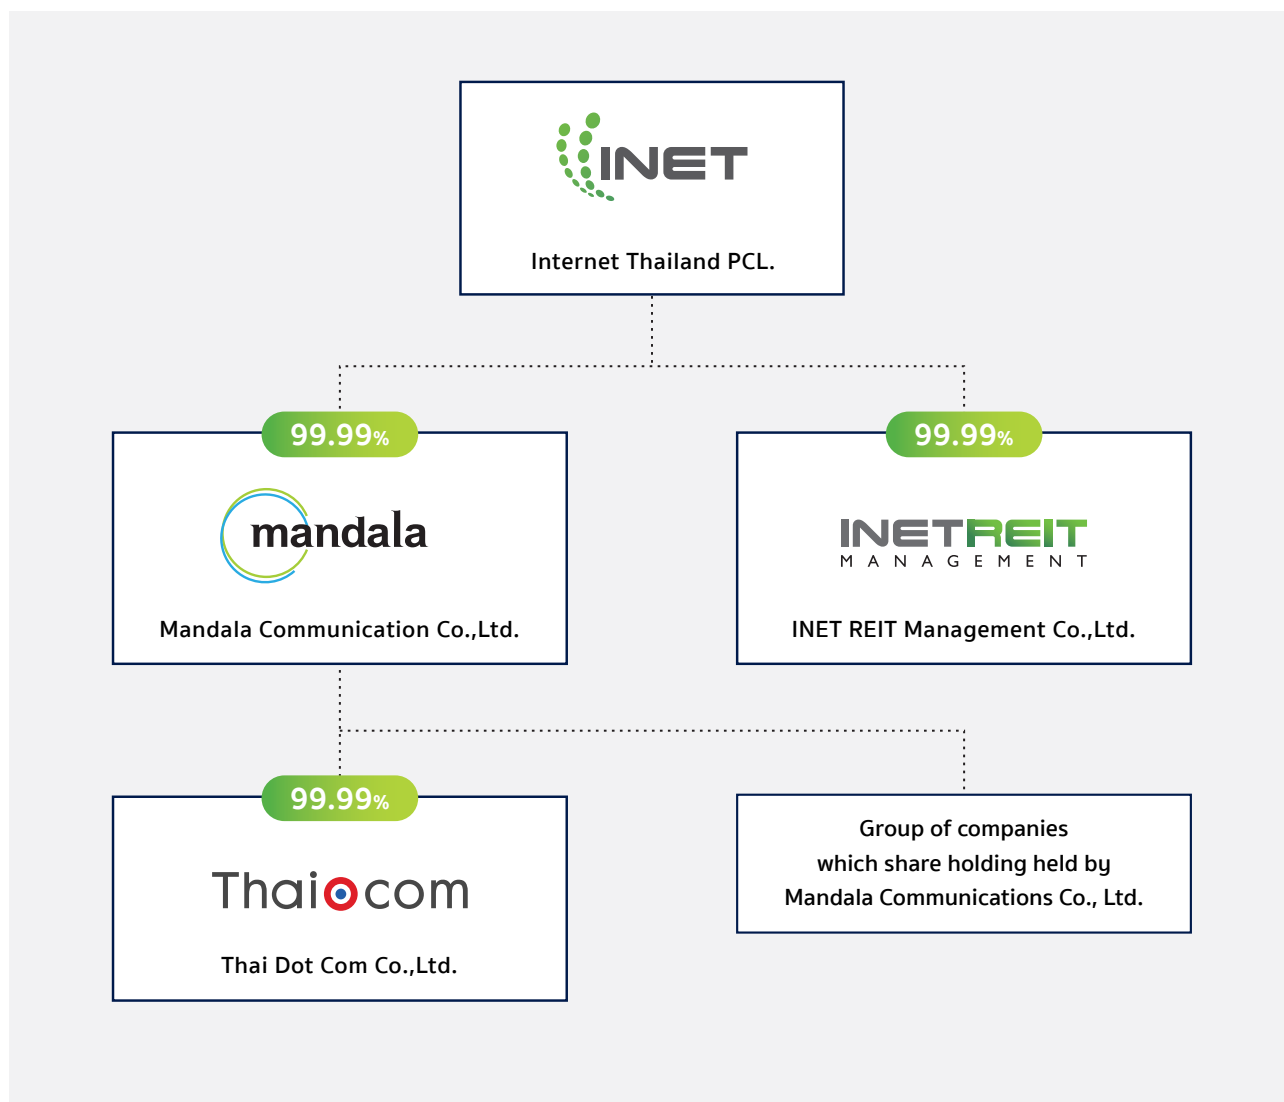 INET
Internet Thailand PCL.
99.99%
99.99%
mandala
INETREIT
MANAGEMENT
Mandala Communication Co.,Ltd.
INET REIT Management Co.,Ltd.
99.99%
Thai com
Thai Dot Com Co.,Ltd.
Group of companies
which share holding held by
Mandala Communications Co., Ltd.